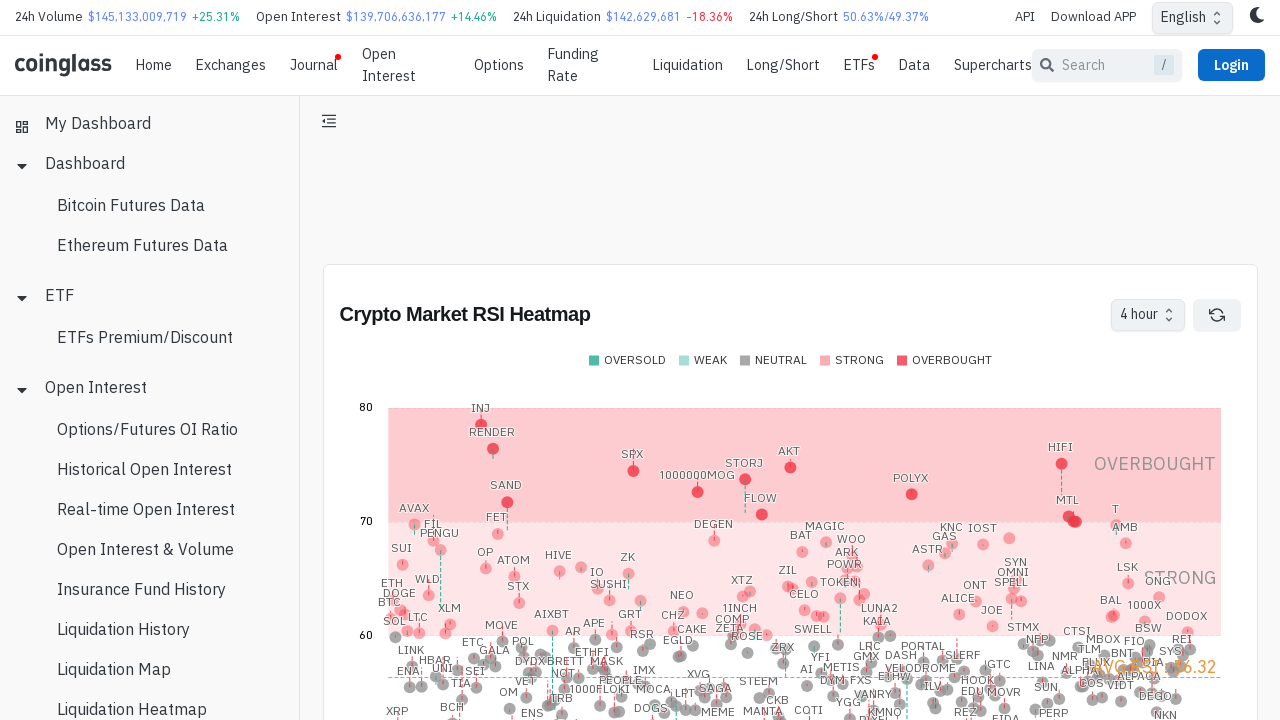 24h Volume $145,133,009,719 +25.31% Open Interest $139,706,636,177 +14.46% 24h Liquidation $142,629,681 -18.36% 24h Long/Short 50.63%/49.37% API Download APP English
coinglass Home Exchanges Journal Open Interest Options Funding Rate Liquidation Long/Short ETFs Data Supercharts Search / Login
My Dashboard
Dashboard
Bitcoin Futures Data
Ethereum Futures Data
ETF
ETFs Premium/Discount
Open Interest
Options/Futures OI Ratio
Historical Open Interest
Real-time Open Interest
Open Interest & Volume
Insurance Fund History
Liquidation History
Liquidation Map
Liquidation Heatmap
Crypto Market RSI Heatmap 4 hour
OVERSOLD WEAK NEUTRAL STRONG OVERBOUGHT
80
INJ
RENDER
SPX AKT HIFI
STORJ OVERBOUGHT
1000000MOG POLYX
SAND
FLOW MTL
AVAX T
70
FET
FIL DEGEN MAGIC KNC IOST AMB
PENGU BAT WOO GAS
SUI OP ATOM HIVE ZK ARK ASTR
ZIL POWR SYN LSK
WLD IO OMNI STRONG
ETH SUSHI XTZ TOKEN ONT SPELL ONG
DOGE STX NEO CELO ALICE
BTC XLM 1INCH LUNA2 JOE BAL 1000X
SOL LTC AIXBT GRT CHZ COMP KAIA DODOX
MOVE AR APE CAKE ZETA SWELL STMX CTSI BSW
60
RSR ROSE
ETC POL EGLD ZRX LRC PORTAL NFP MBOX FIO REI
LINK GALA ETHFI YFI GMX DASH SLERF TLM BNT SYS
HBAR DYDX BRETT MASK METIS VELODROME IGTC LINA NMR
ENA UNI SEI NOT IMX XVG AI ETHW ALPHA ALPACA
TIA VET PEOPLE STEEM DYM FXS HOOK SUN EOS VIDT
OM TRB 1000FLOKI MOCA LPT SAGA CKB VANRY ILV EDU MOVR DEGO
XRP BCH ENS DOGS MEME MANTA CQTI YGG KMNO REZ PERP NKN